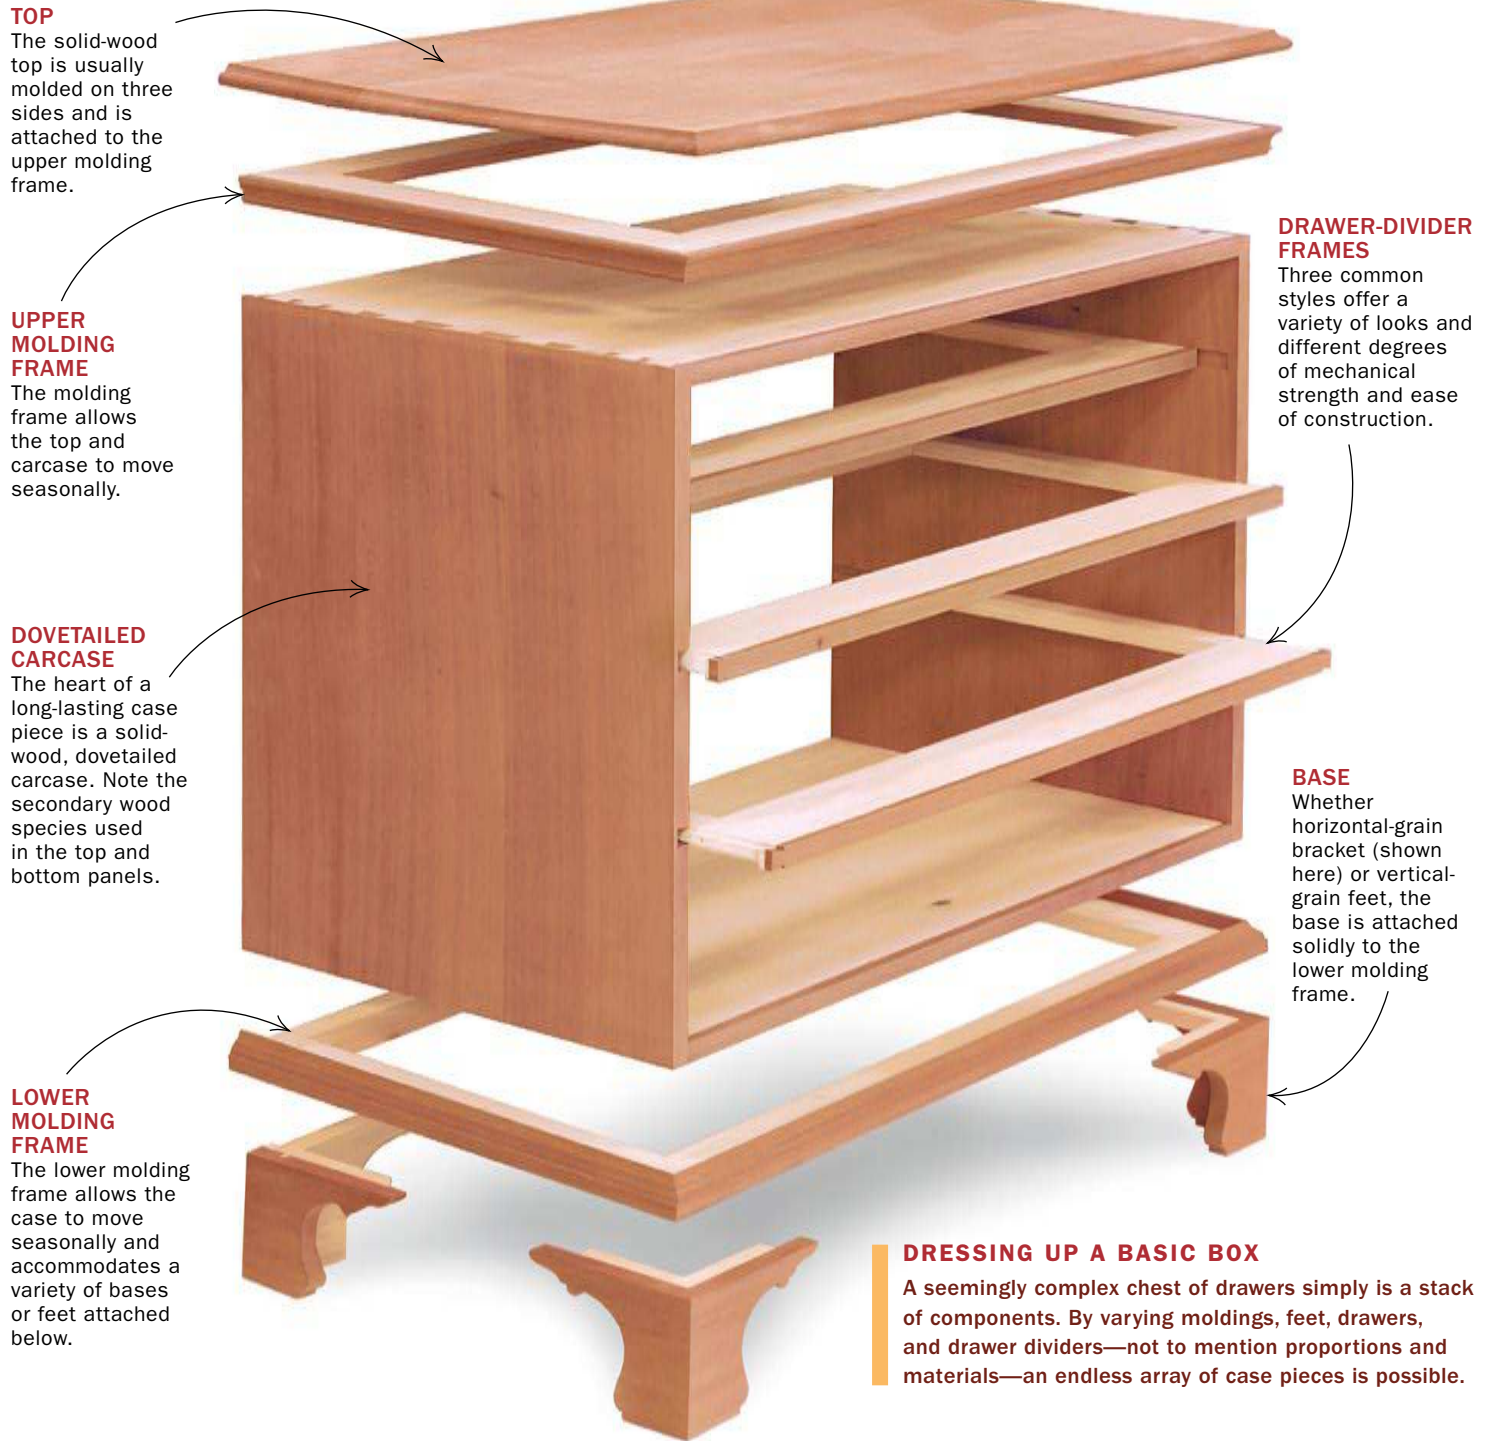 TOP
The solid-wood
top is usually
molded on three
sides and is
attached to the
upper molding
frame.
UPPER
MOLDING
FRAME
The molding
frame allows
the top and
carcase to move
seasonally.
DOVETAILED
CARCASE
The heart of a
long-lasting case
piece is a solid-
wood, dovetailed
carcase. Note the
secondary wood
species used
in the top and
bottom panels.
LOWER
MOLDING
FRAME
The lower molding
frame allows the
case to move
seasonally and
accommodates a
variety of bases
or feet attached
below.
DRAWER-DIVIDER
FRAMES
Three common
styles offer a
variety of looks and
different degrees
of mechanical
strength and ease
of construction.
BASE
Whether
horizontal-grain
bracket (shown
here) or vertical-
grain feet, the
base is attached
solidly to the
lower molding
frame.
DRESSING UP A BASIC BOX
A seemingly complex chest of drawers simply is a stack
of components. By varying moldings, feet, drawers,
and drawer dividers—not to mention proportions and
materials—an endless array of case pieces is possible.